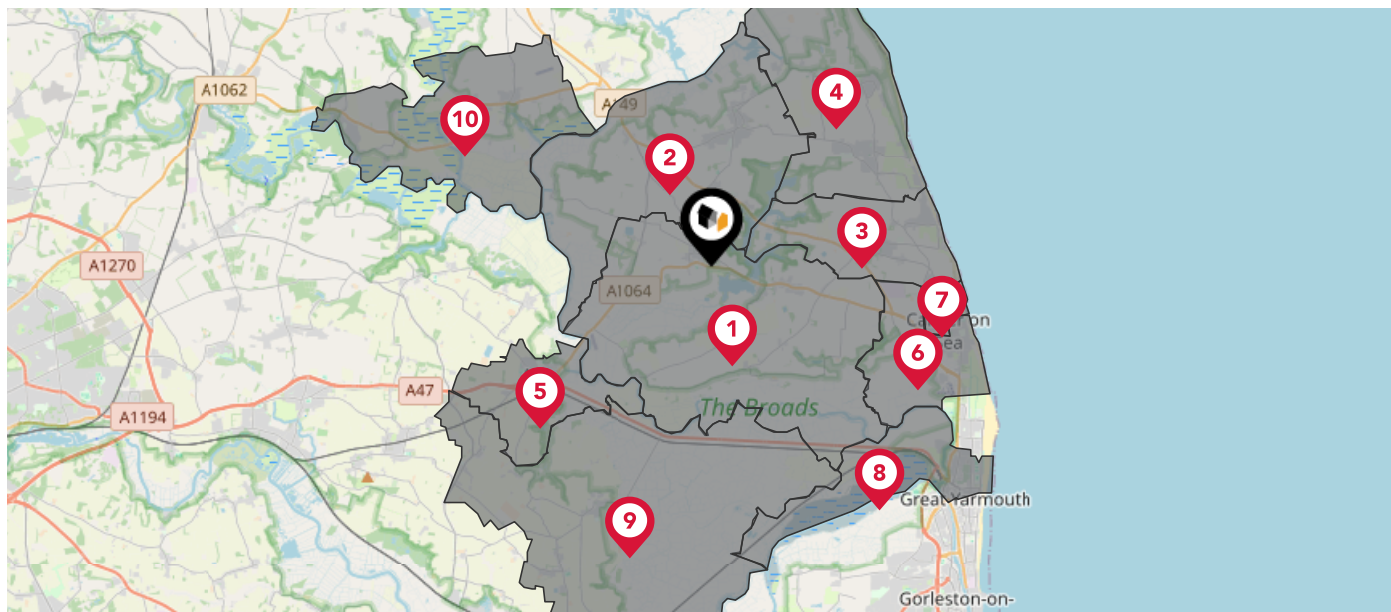 4
A1062
A149
10
2
3
A1270
A1064
7
1
6
A47
5
The Broads
A1194
8
Great Yarmouth
9
Gorleston-on-